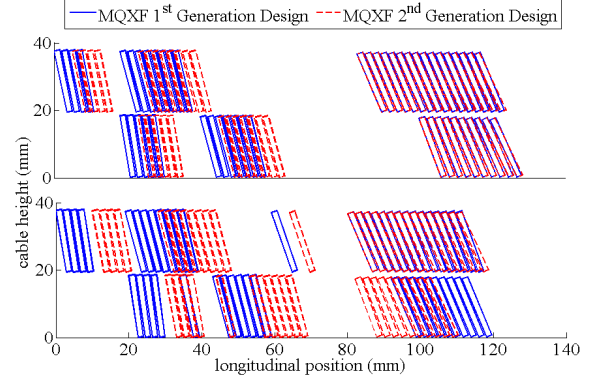 MQXF 1st Generation Design MQXF 2nd Generation Design
40
20
0
cable height (mm)
40
20
0
0 20 40 60 80 100 120 140
longitudinal position (mm)